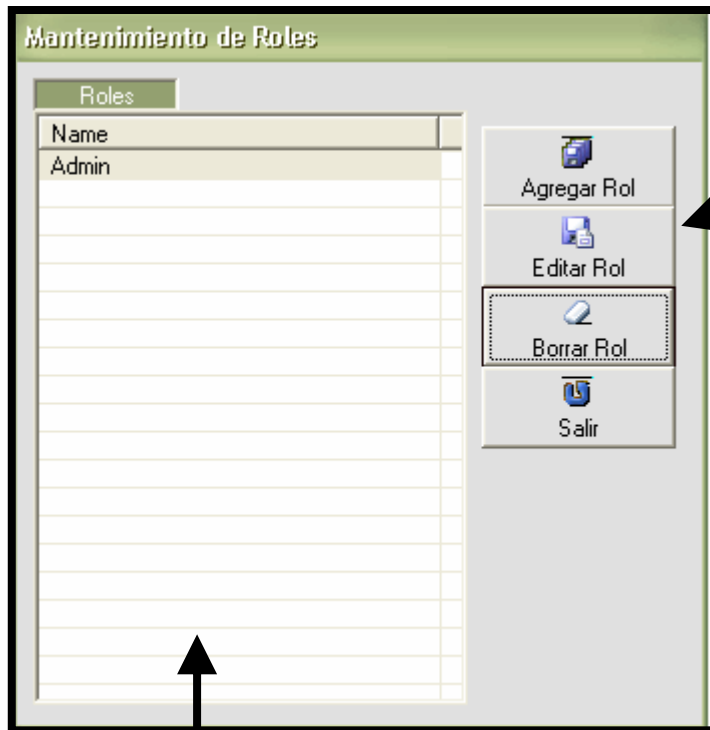 Mantenimiento de Roles
Roles
Name
Admin
Agregar Rol
Editar Rol
Borrar Rol
Salir